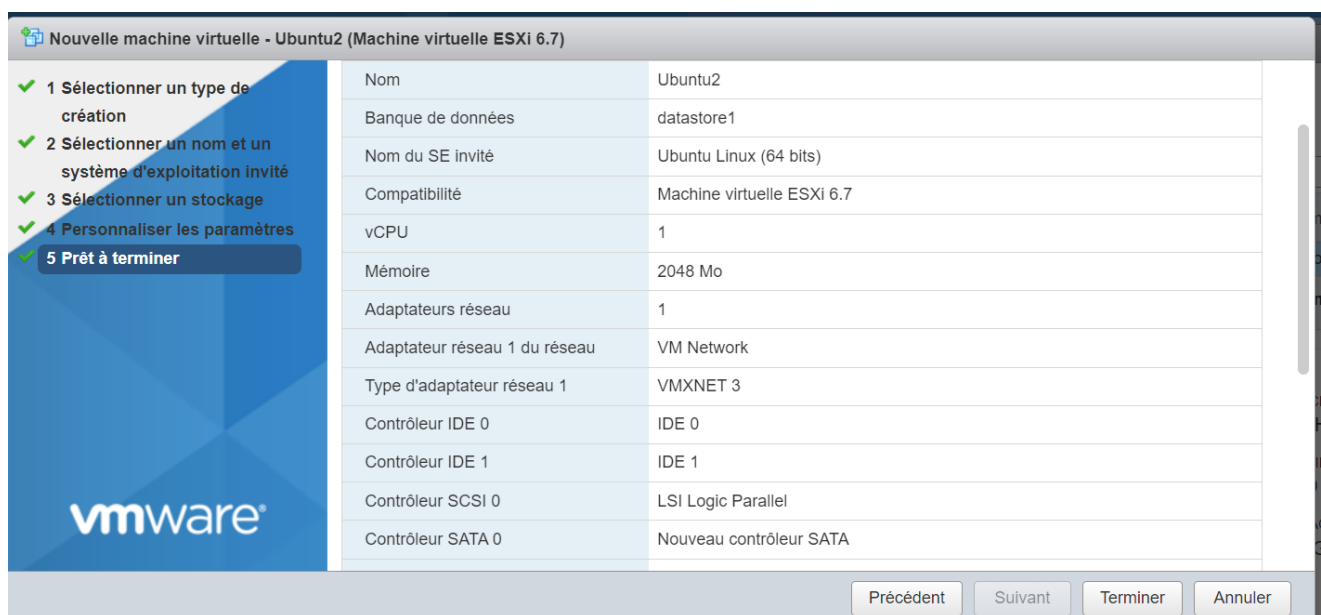 Nouvelle machine virtuelle - Ubuntu2 (Machine virtuelle ESXi 6.7)
1 Sélectionner un type de
création
2 Sélectionner un nom et un
système d'exploitation invité
3 Sélectionner un stockage
4 Personnaliser les paramètres
5 Prêt à terminer
vmware®
Nom Ubuntu2
Banque de données datastore1
Nom du SE invité Ubuntu Linux (64 bits)
Compatibilité Machine virtuelle ESXi 6.7
vCPU 1
Mémoire 2048 Mo
Adaptateurs réseau 1
Adaptateur réseau 1 du réseau VM Network
Type d'adaptateur réseau 1 VMXNET 3
Contrôleur IDE 0 IDE 0
Contrôleur IDE 1 IDE 1
Contrôleur SCSI 0 LSI Logic Parallel
Contrôleur SATA 0 Nouveau contrôleur SATA
Précédent Suivant Terminer Annuler